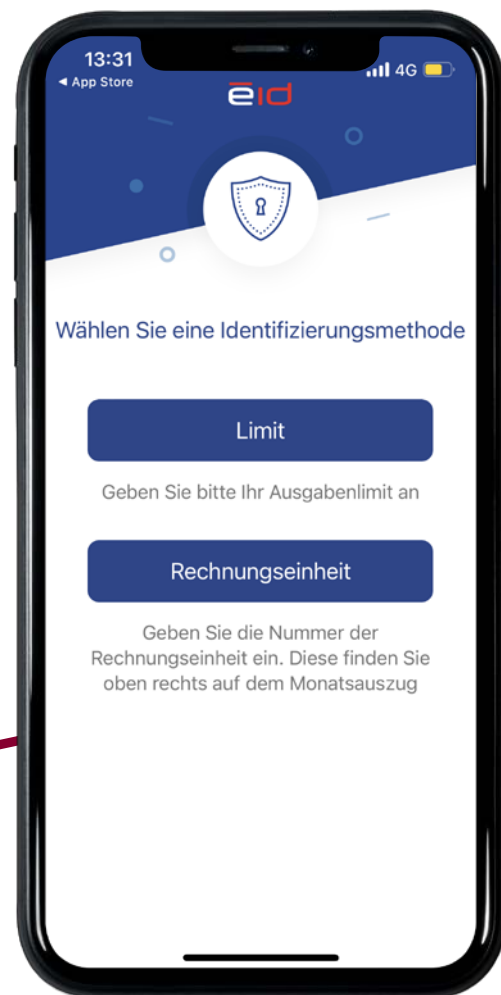 13:31
◀ App Store
4G
ēid
Wählen Sie eine Identifizierungsmethode
Limit
Geben Sie bitte Ihr Ausgabenlimit an
Rechnungseinheit
Geben Sie die Nummer der
Rechnungseinheit ein. Diese finden Sie
oben rechts auf dem Monatsauszug